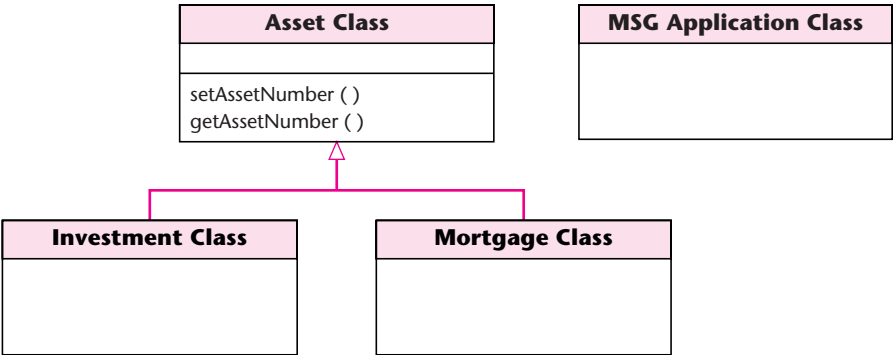 Asset Class
MSG Application Class
setAssetNumber ( )
getAssetNumber ( )
Investment Class
Mortgage Class